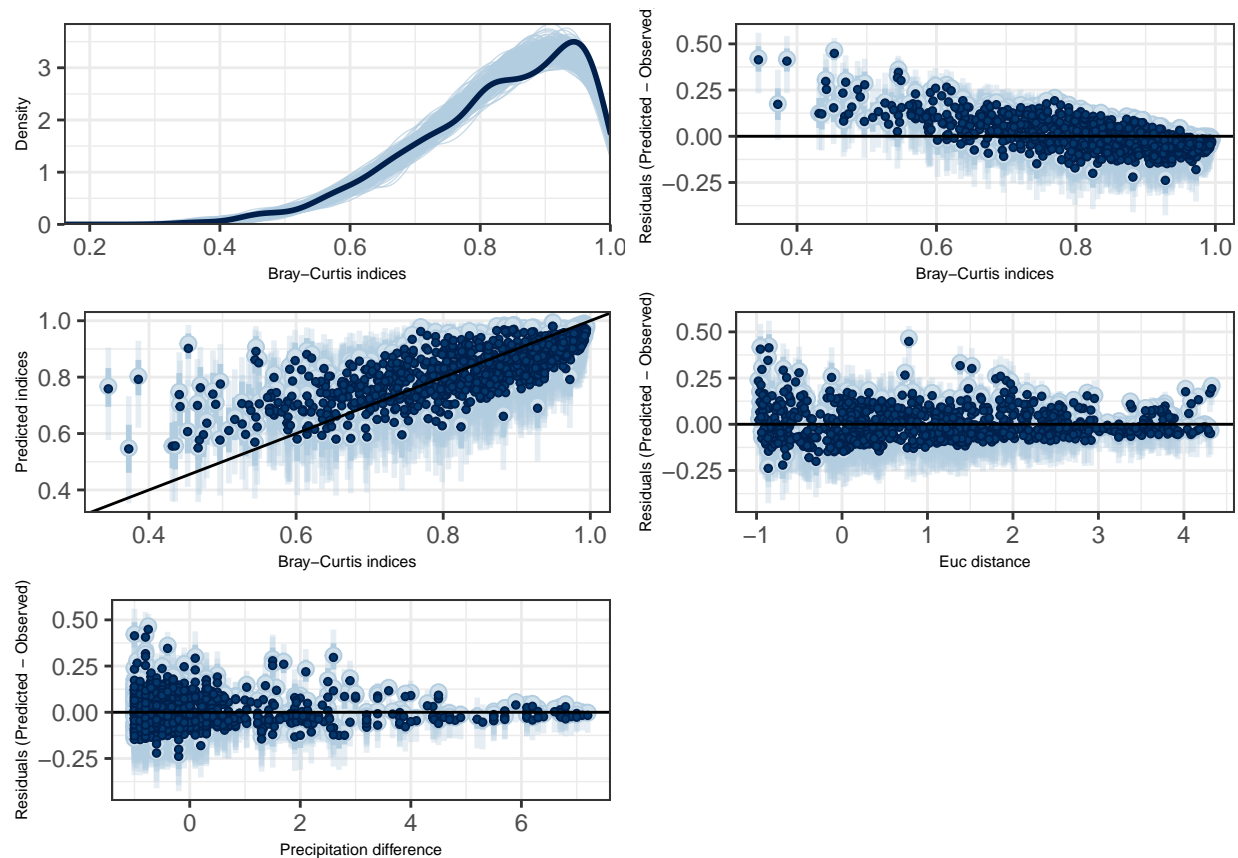 Density
3
2
1
0
0.2 0.4 0.6 0.8 1.0
Bray−Curtis indices
Residuals (Predicted − Observed
0.50
0.25
0.00
−0.25
0.4 0.6 0.8 1.0
Bray−Curtis indices
Predicted indices
1.0
0.8
0.6
0.4
0.4 0.6 0.8 1.0
Bray−Curtis indices
Residuals (Predicted − Observed)
0.50
0.25
0.00
−0.25
−1 0 1 2 3 4
Euc distance
Residuals (Predicted − Observed)
0.50
0.25
0.00
−0.25
0 2 4 6
Precipitation difference